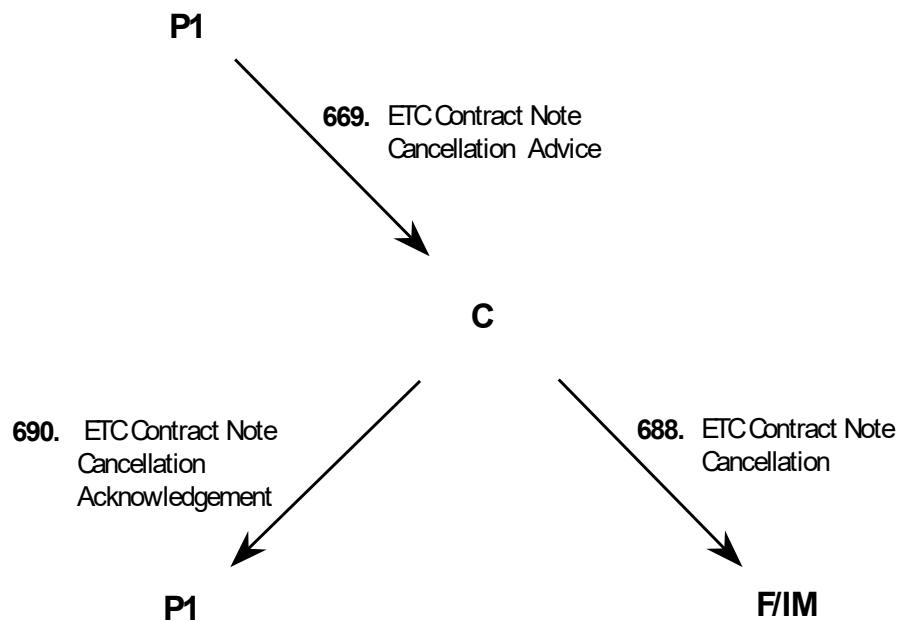 P1
669. ETC Contract Note
Cancellation Advice
C
690. ETC Contract Note
Cancellation
Acknowledgement
688. ETC Contract Note
Cancellation
P1
F/IM